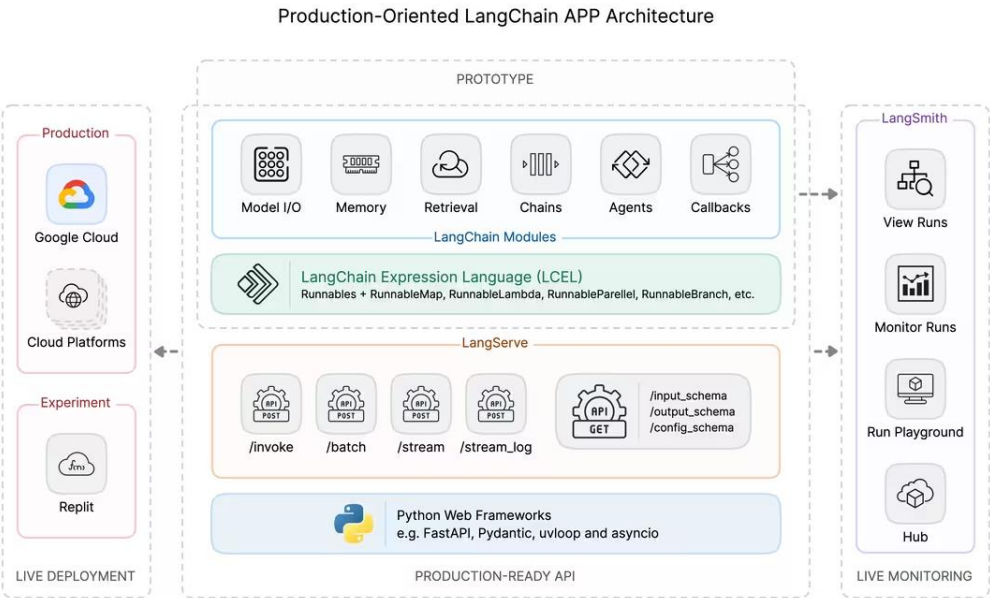 Production-Oriented LangChain APP Architecture
PROTOTYPE
Production
Google Cloud
Cloud Platforms
Experiment
Replit
LIVE DEPLOYMENT
Model I/O
Memory
Retrieval
Chains
Agents
Callbacks
LangChain Modules
LangChain Expression Language (LCEL)
Runnables + RunnableMap, RunnableLambda, RunnableParellel, RunnableBranch, etc.
LangServe
API
POST
/invoke
API
POST
/batch
API
POST
/stream
API
POST
/stream_log
API
GET
/input_schema
/output_schema
/config_schema
Python Web Frameworks
e.g. FastAPI, Pydantic, uvloop and asyncio
PRODUCTION-READY API
LangSmith
View Runs
Monitor Runs
Run Playground
Hub
LIVE MONITORING